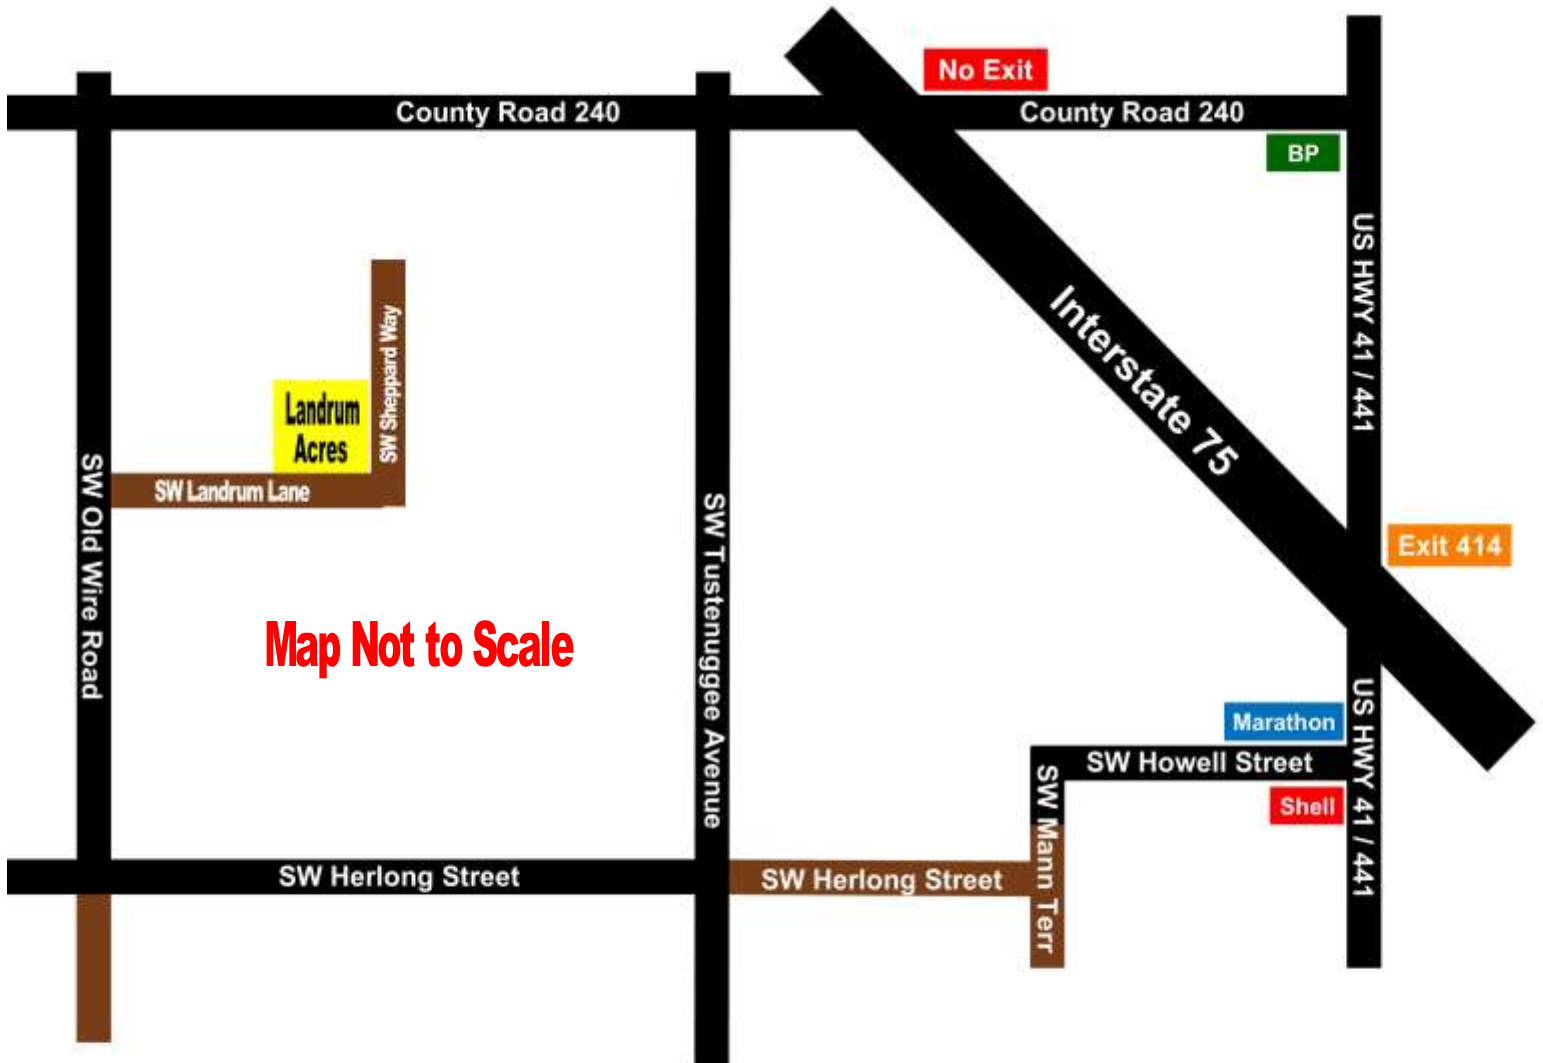 No Exit
County Road 240
County Road 240
BP
US HWY 41 / 441
Interstate 75
SW Sheppard Way
Landrum
Acres
SW Landrum Lane
SW Old Wire Road
SW Tustenuggee Avenue
Exit 414
Map Not to Scale
Marathon
SW Howell Street
US HWY 41 / 441
Shell
SW Mann Terr
SW Herlong Street
SW Herlong Street